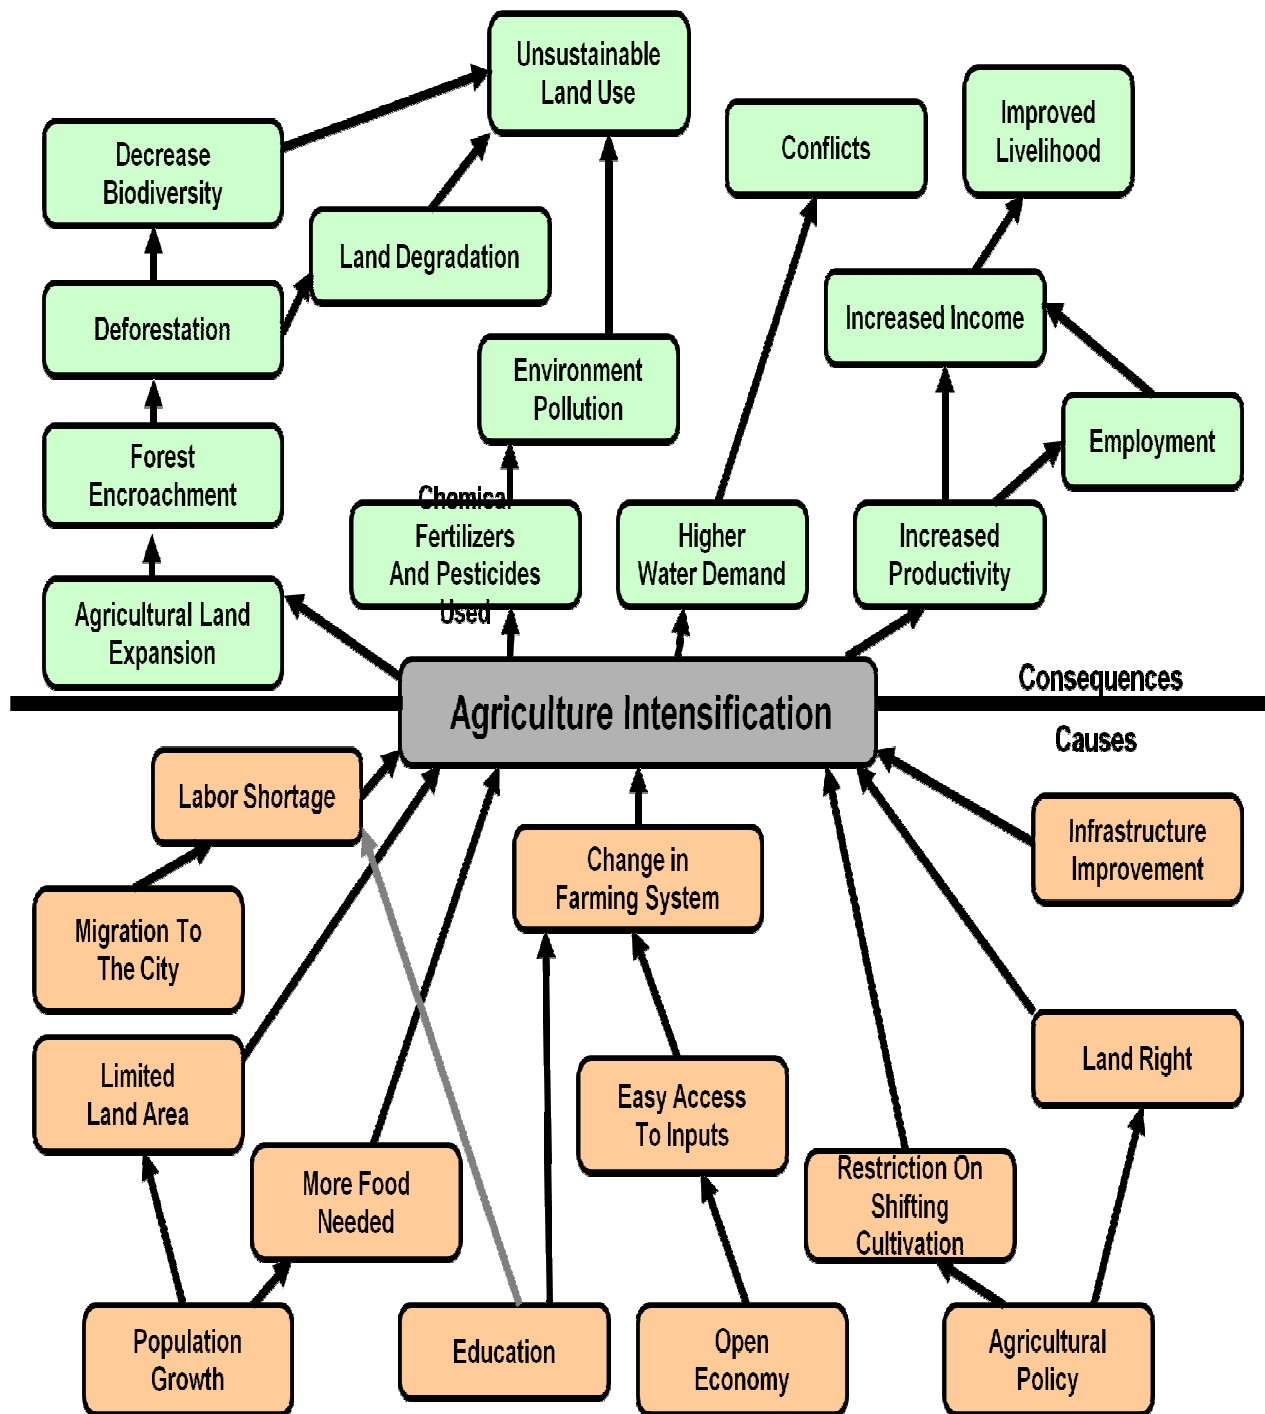 Unsustainable
Land Use
Improved
Livelihood
Conflicts
Decrease
Biodiversity
Land Degradation
Increased Income
Deforestation
Environment
Pollution
Employment
Forest
Encroachment
Chemical
Fertilizers
And Pesticides
Used
Higher
Water Demand
Increased
Productivity
Agricultural Land
Expansion
Consequences
Agriculture Intensification
Causes
Labor Shortage
Infrastructure
Improvement
Change in
Farming System
Migration To
The City
Limited
Land Area
Land Right
Easy Access
To Inputs
More Food
Needed
Restriction On
Shifting
Cultivation
Population
Growth
Education
Open
Economy
Agricultural
Policy